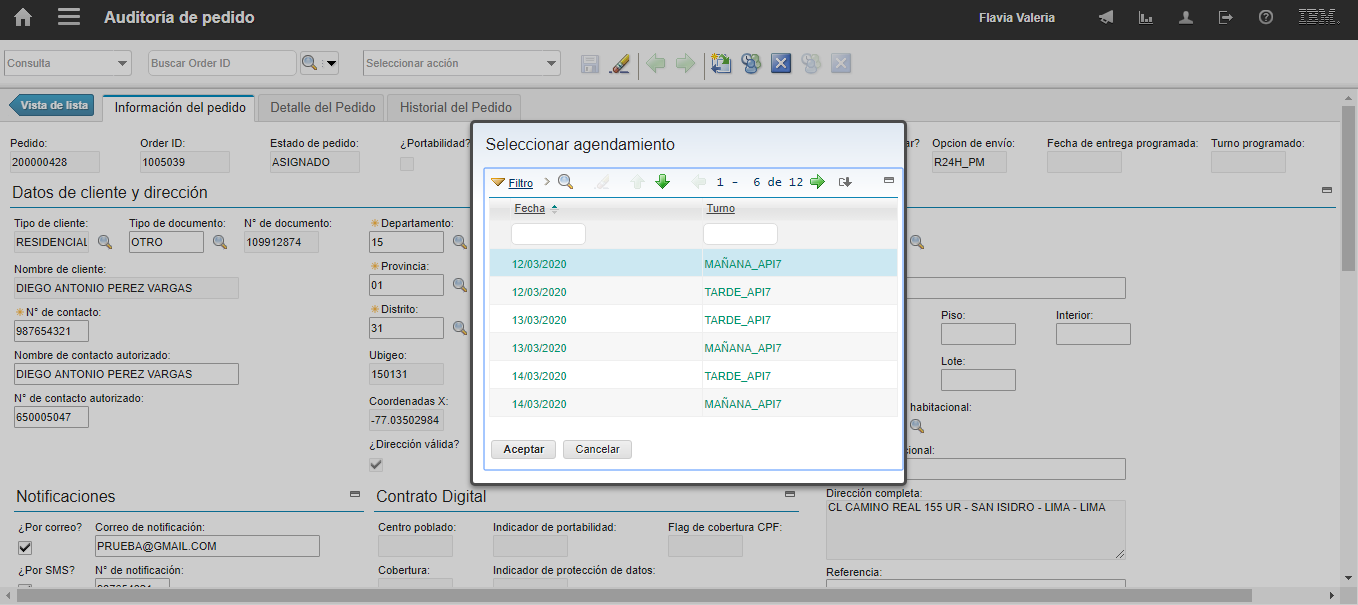 Auditoría de pedido
Flavia Valeria
IBM.
Consulta
Buscar Order ID
Seleccionar acción
Vista de lista
Información del pedido
Detalle del Pedido
Historial del Pedido
Pedido:
Order ID:
Estado de pedido:
¿Portabilidad?
ar?
Opcion de envío:
Fecha de entrega programada:
Turno programado:
200000428
1005039
ASIGNADO
R24H_PM
Datos de cliente y dirección
Tipo de cliente:
Tipo de documento:
N° de documento:
Departamento:
RESIDENCIAL
OTRO
109912874
15
Nombre de cliente:
Provincia:
DIEGO ANTONIO PEREZ VARGAS
01
N° de contacto:
Distrito:
987654321
31
Nombre de contacto autorizado:
Ubigeo:
DIEGO ANTONIO PEREZ VARGAS
150131
N° de contacto autorizado:
Coordenadas X:
650005047
-77.03502984
¿Dirección válida?
Seleccionar agendamiento
Filtro
1 - 6 de 12
Fecha
Turno
12/03/2020 MAÑANA_API7
12/03/2020 TARDE_API7
13/03/2020 TARDE_API7
13/03/2020 MAÑANA_API7
14/03/2020 TARDE_API7
14/03/2020 MAÑANA_API7
Aceptar
Cancelar
Piso:
Interior:
Lote:
habitacional:
cional:
Dirección completa:
CL CAMINO REAL 155 UR - SAN ISIDRO - LIMA - LIMA
Referencia:
Notificaciones
¿Por correo?
Correo de notificación:
PRUEBA@GMAIL.COM
¿Por SMS?
N° de notificación:
Contrato Digital
Centro poblado:
Indicador de portabilidad:
Flag de cobertura CPF:
Cobertura:
Indicador de protección de datos: